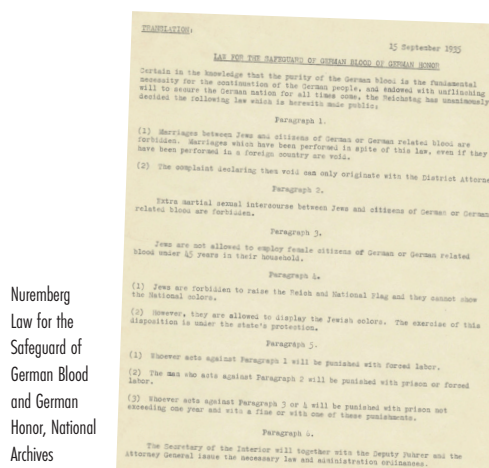 TRANSLATION:
15 September 1935
LAW FOR THE SAFEGUARD OF GERMAN BLOOD OF GERMAN HONOR
Certain in the knowledge that the purity of the German blood is the fundamental
necessity for the continuation of the German people, and endowed with unflinching
will to secure the German nation for all times come, the Reichstag has unanimously
decided the following law which is herewith made public:
Paragraph 1.
(1) Marriages between Jews and citizens of German or German related blood are
forbidden. Marriages which have been performed in spite of this law, even if they
have been performed in a foreign country are void.
(2) The complaint declaring then void can only originate with the District Attorne
Paragraph 2.
Extra martial sexual intercourse between Jews and citizens of German or German
related blood are forbidden.
Paragraph 3.
Jews are not allowed to employ female citizens of German or German related
blood under 45 years in their household.
Paragraph 4.
(1) Jews are forbidden to raise the Reich and National Flag and they cannot show
the National colors.
(2) However, they are allowed to display the Jewish colors. The exercise of this
disposition is under the state's protection.
Paragraph 5.
(1) Whoever acts against Paragraph 1 will be punished with forced labor.
(2) The man who acts against Paragraph 2 will be punished with prison or forced
labor.
(3) Whoever acts against Paragraph 3 or 4 will be punished with prison not
exceeding one year and with a fine or with one of these punishments.
Paragraph 6.
The Secretary of the Interior will together with the Deputy Fuhrer and the
Attorney General issue the necessary law and administration ordinances.
Nuremberg
Law for the
Safeguard of
German Blood
and German
Honor, National
Archives